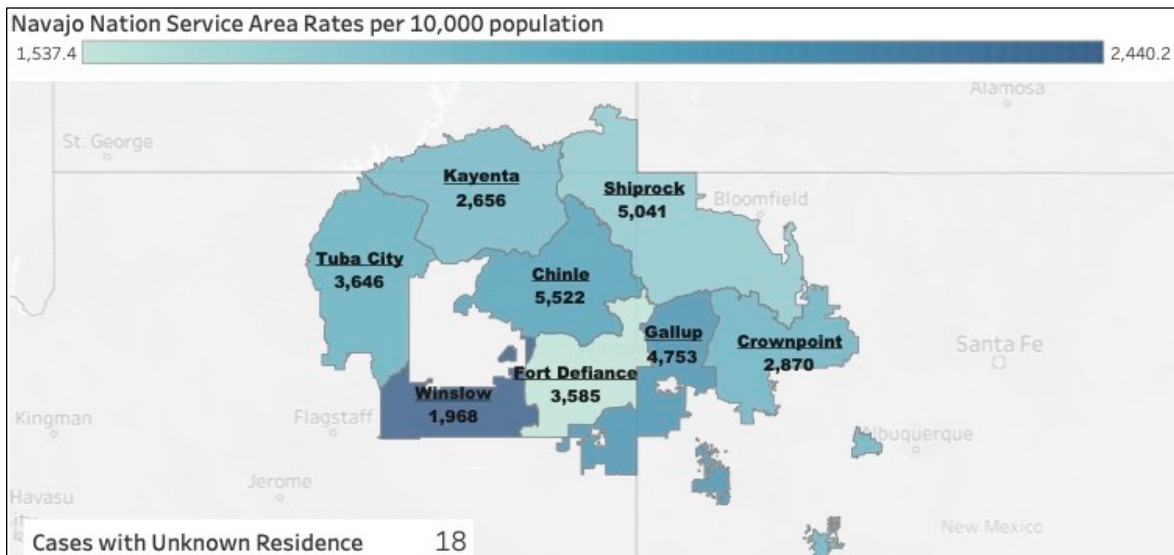 Navajo Nation Service Area Rates per 10,000 population
1,537.4
2,440.2
Alamosa
St. George
Kayenta
2,656
Shiprock
5,041
Bloomfield
Tuba City
3,646
Chinle
5,522
Gallup
4,753
Crownpoint
2,870
Santa Fe
Fort Defiance
3,585
Winslow
1,968
Kingman
Flagstaff
Albuquerque
Jerome
Havasu
New Mexico
Cases with Unknown Residence 18